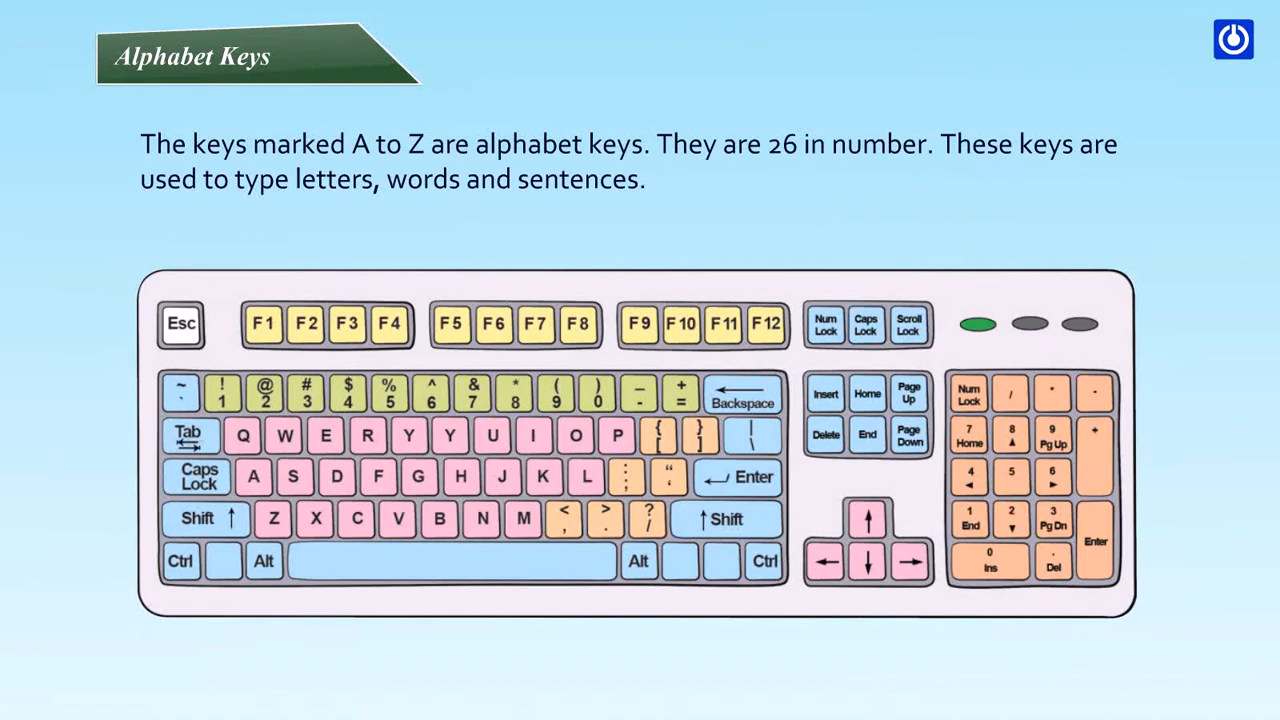 Alphabet Keys
The keys marked A to Z are alphabet keys. They are 26 in number. These keys are
used to type letters, words and sentences.
Esc F1 F2 F3 F4 F5 F6 F7 F8 F9 F10 F11 F12 Num Lock Caps Lock Scroll Lock
~ ` ! 1 @ 2 # 3 $ 4 % 5 ^ 6 & 7 * 8 ( 9 ) 0 _ - + = Backspace Insert Home Page Up Num Lock / * -
Tab Q W E R Y Y U I O P { [ } ] | \ Delete End Page Down 7 Home 8 ▲ 9 Pg Up +
Caps Lock A S D F G H J K L : ; “ ‘ ↵ Enter 4 ◄ 5 6 ►
Shift ↑ Z X C V B N M < , > . ? / ↑ Shift ↑ 1 End 2 ▼ 3 Pg Dn Enter
Ctrl Alt Alt Ctrl ← ↓ → 0 Ins . Del